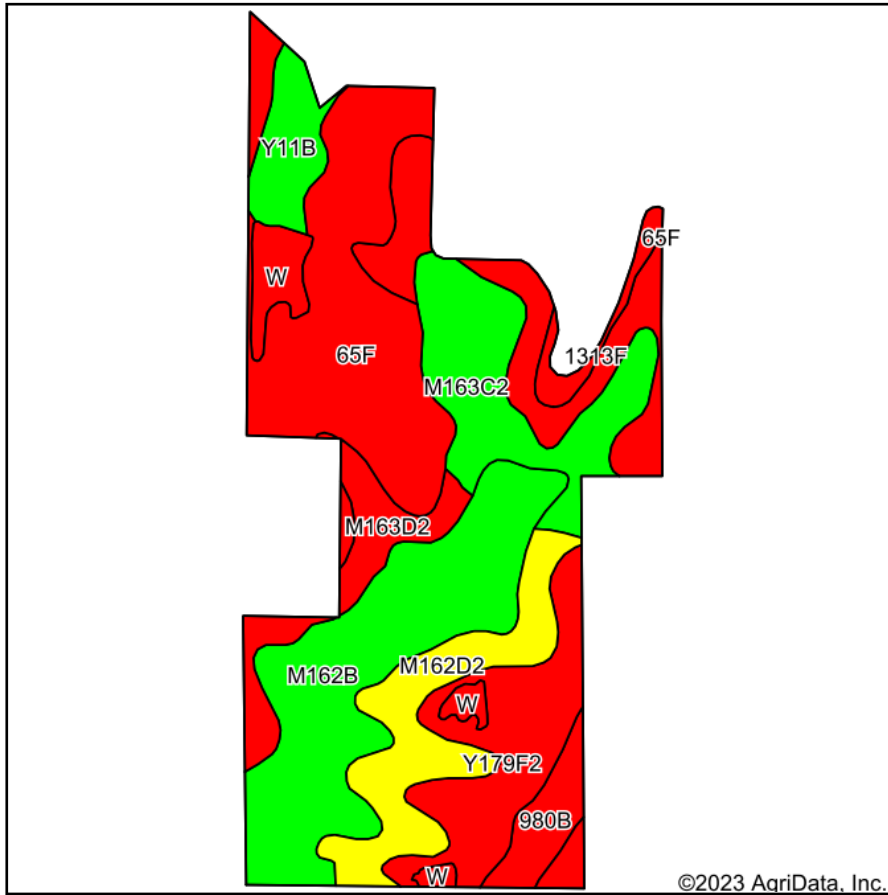 Y11B
65F
W
65F
1313F
M163C2
M163D2
M162D2
M162B
W
Y179F2
980B
W
©2023 AgriData, Inc.